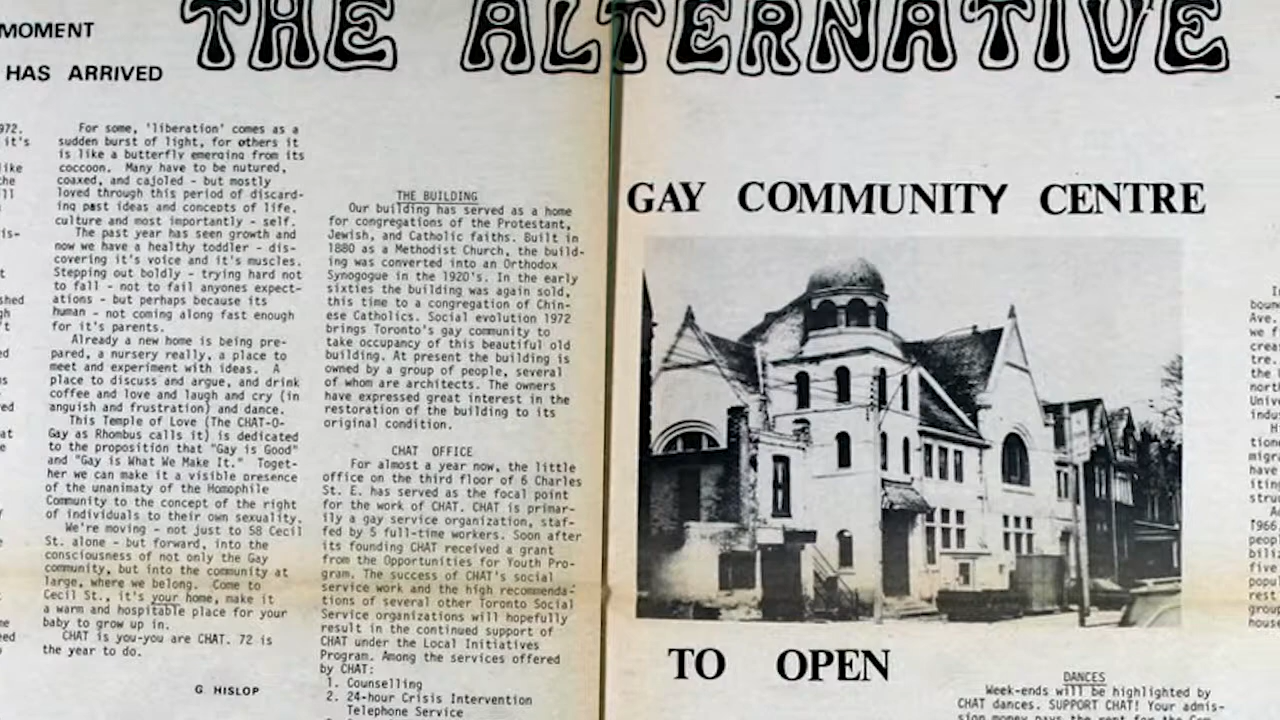 THE ALTERNATIVE
MOMENT
HAS ARRIVED
972.
it's
like
the
For some, 'liberation' comes as a
sudden burst of light, for others it
is like a butterfly emerging from its
coccoon. Many have to be nutured,
coaxed, and cajoled - but mostly
loved through this period of discard-
ing past ideas and concepts of life,
culture and most importantly - self.
The past year has seen growth and
now we have a healthy toddler - dis-
covering it's voice and it's muscles.
Stepping out boldly - trying hard not
to fall - not to fail anyones expect-
ations - but perhaps because its
human - not coming along fast enough
for it's parents.
Already a new home is being pre-
pared, a nursery really, a place to
meet and experiment with ideas. A
place to discuss and argue, and drink
coffee and love and laugh and cry (in
anguish and frustration) and dance.
This Temple of Love (The CHAT-O-
Gay as Rhombus calls it) is dedicated
to the proposition that "Gay is Good"
and "Gay is What We Make It." Toget-
her we can make it a visible presence
of the unanimaty of the Homophile
Community to the concept of the right
of individuals to their own sexuality.
We're moving - not just to 58 Cecil
St. alone - but forward, into the
consciousness of not only the Gay
community, but into the community at
large, where we belong. Come to
Cecil St., it's your home, make it
a warm and hospitable place for your
baby to grow up in.
CHAT is you-you are CHAT. 72 is
the year to do.
G. HISLOP
THE BUILDING
Our building has served as a home
for congregations of the Protestant,
Jewish, and Catholic faiths. Built in
1880 as a Methodist Church, the build-
ing was converted into an Orthodox
Synogogue in the 1920's. In the early
sixties the building was again sold,
this time to a congregation of Chin-
ese Catholics. Social evolution 1972
brings Toronto's gay community to
take occupancy of this beautiful old
building. At present the building is
owned by a group of people, several
of whom are architects. The owners
have expressed great interest in the
restoration of the building to its
original condition.
CHAT OFFICE
For almost a year now, the little
office on the third floor of 6 Charles
St. E. has served as the focal point
for the work of CHAT. CHAT is primar-
ily a gay service organization, staf-
fed by 5 full-time workers. Soon after
its founding CHAT received a grant
from the Opportunities for Youth Pro-
gram. The success of CHAT's social
service work and the high recommenda-
tions of several other Toronto Social
Service organizations will hopefully
result in the continued support of
CHAT under the Local Initiatives
Program. Among the services offered
by CHAT:
1. Counselling
2. 24-hour Crisis Intervention
Telephone Service
GAY COMMUNITY CENTRE
TO OPEN
DANCES
Week-ends will be highlighted by
CHAT dances. SUPPORT CHAT! Your admis-
sion money pays the rent for the
Ave.
we f
creas
tre.
the
north
Unive
indu
tion
migra
have
iting
stru
1966
peopl
bili
five
popu
rest
group
house